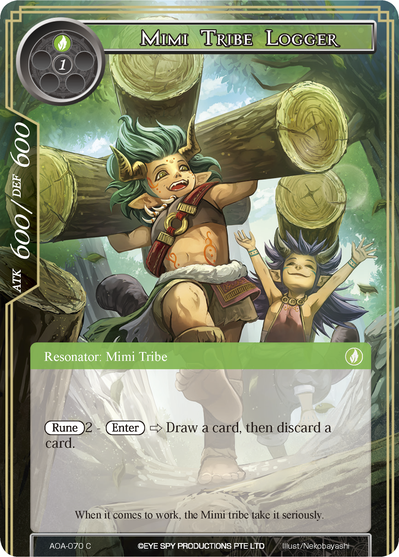 MIMI TRIBE LOGGER
1
ATK 600/DEF 600
Resonator: Mimi Tribe
Rune 2 - Enter ⇨ Draw a card, then discard a
card.
When it comes to work, the Mimi tribe take it seriously.
AOA-070 C ©EYE SPY PRODUCTIONS PTE LTD Illust/Nekobayashi